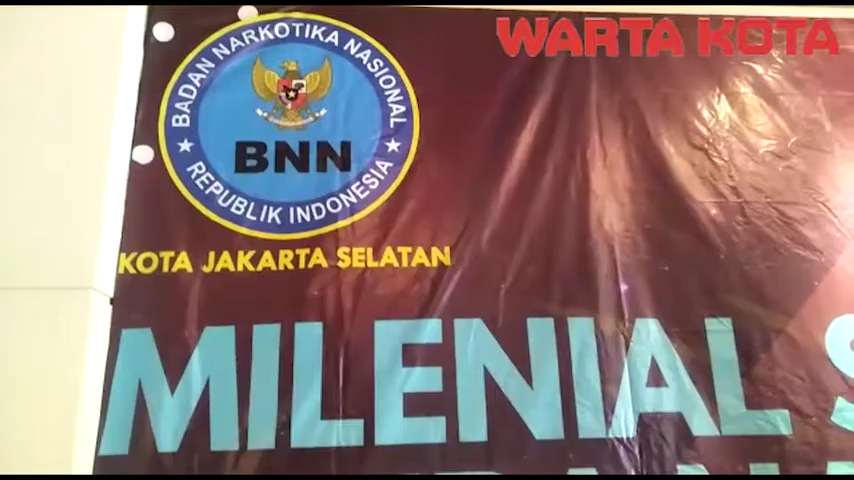 WARTA KOTA
BADAN NARKOTIKA NASIONAL
BNN
REPUBLIK INDONESIA
KOTA JAKARTA SELATAN
MILENIAL